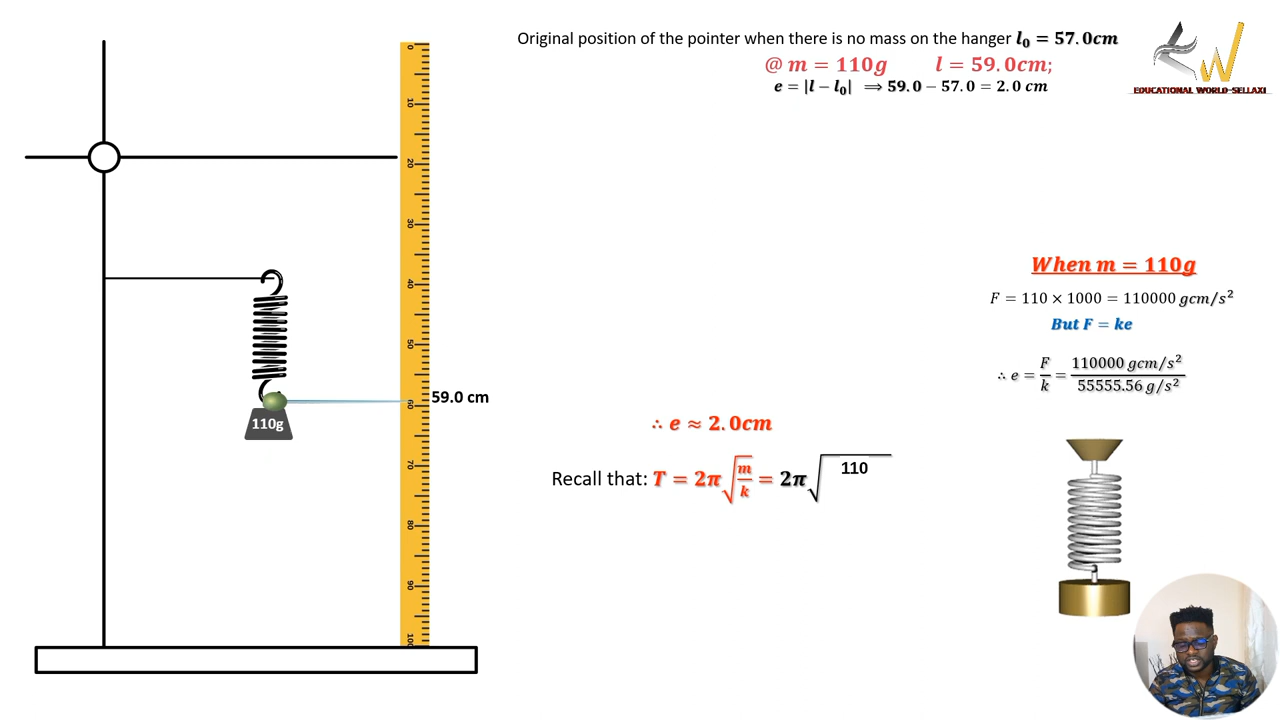 Original position of the pointer when there is no mass on the hanger l₀ = 57.0cm
@ m = 110g l = 59.0cm;
e = |l − l₀| ⟹ 59.0 − 57.0 = 2.0 cm
EDUCATIONAL WORLD-SELLAXI
0
10
20
30
40
50
60
70
80
90
100
59.0 cm
110g
When m = 110g
F = 110 × 1000 = 110000 gcm/s²
But F = ke
∴ e = F/k = 110000 gcm/s² / 55555.56 g/s²
∴ e ≈ 2.0cm
Recall that: T = 2π√(m/k) = 2π√ 110